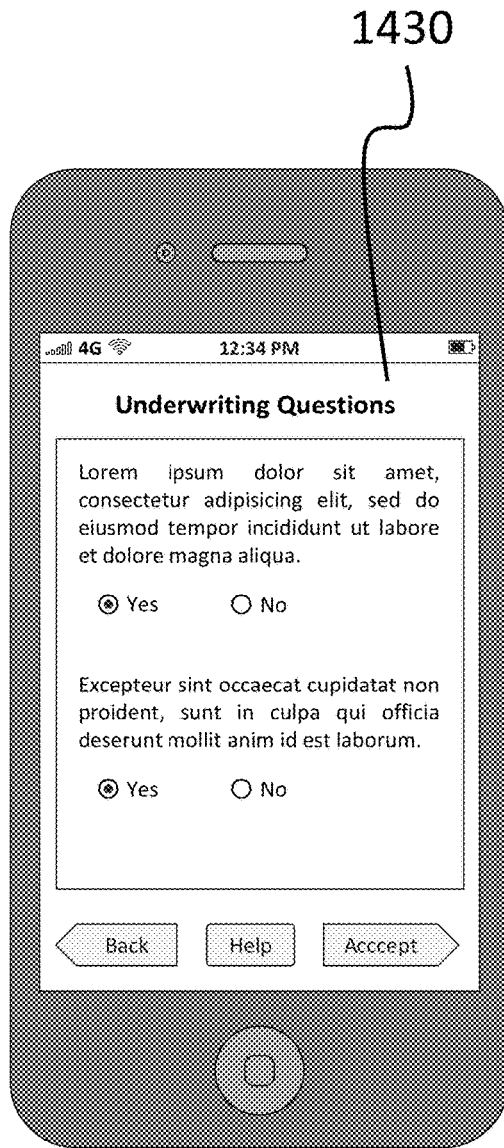 1430
4G 12:34 PM
Underwriting Questions
Lorem ipsum dolor sit amet,
consectetur adipisicing elit, sed do
eiusmod tempor incididunt ut labore
et dolore magna aliqua.
Yes No
Excepteur sint occaecat cupidatat non
proident, sunt in culpa qui officia
deserunt mollit anim id est laborum.
Yes No
Back Help Acccept